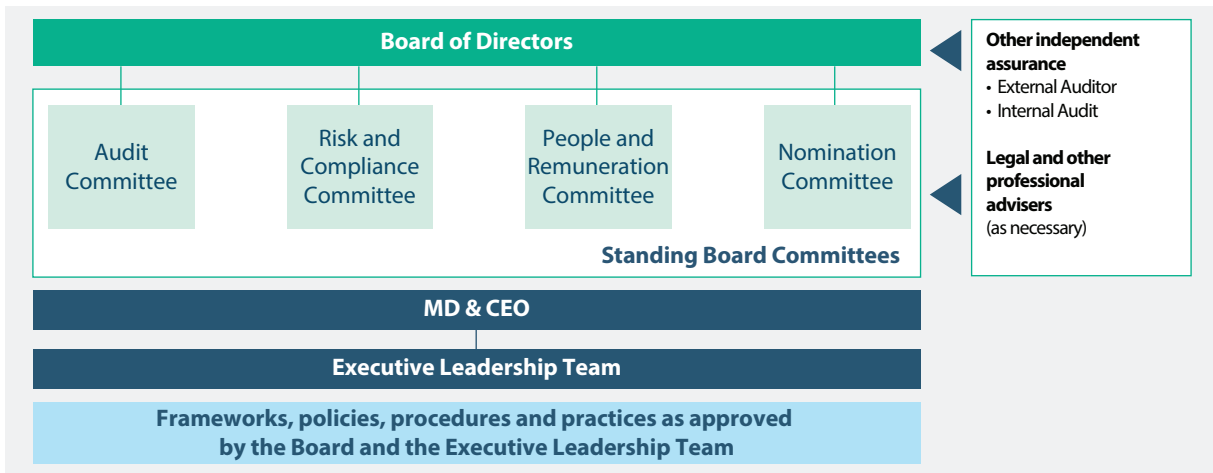 Board of Directors
Audit
Committee
Risk and
Compliance
Committee
People and
Remuneration
Committee
Nomination
Committee
Standing Board Committees
MD & CEO
Executive Leadership Team
Frameworks, policies, procedures and practices as approved
by the Board and the Executive Leadership Team
Other independent
assurance
• External Auditor
• Internal Audit
Legal and other
professional
advisers
(as necessary)